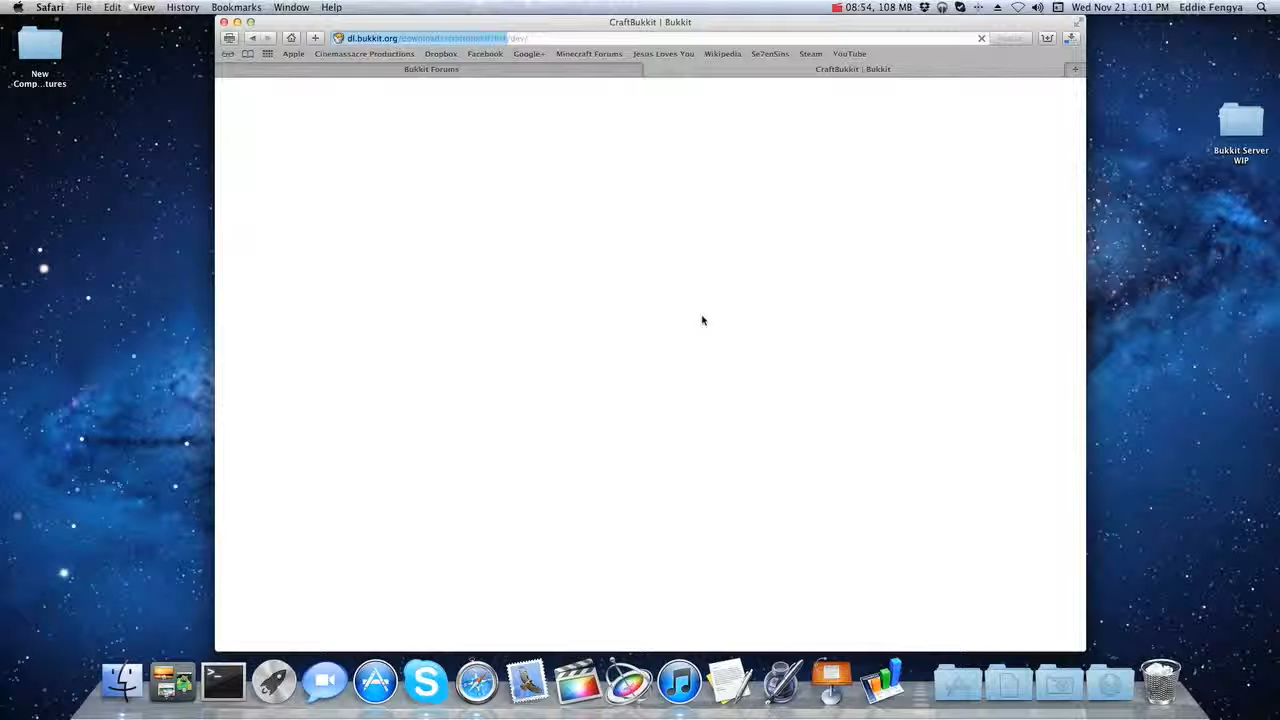 Safari File Edit View History Bookmarks Window Help 08:54, 108 MB Wed Nov 21 1:01 PM Eddie Fengya
CraftBukkit | Bukkit
dl.bukkit.org /dev/
Apple Cinemassacre Productions Dropbox Facebook Google+ Minecraft Forums Jesus Loves You Wikipedia Se7enSins Steam YouTube
Bukkit Forums CraftBukkit | Bukkit
New
Comp...tures
Bukkit Server
WIP